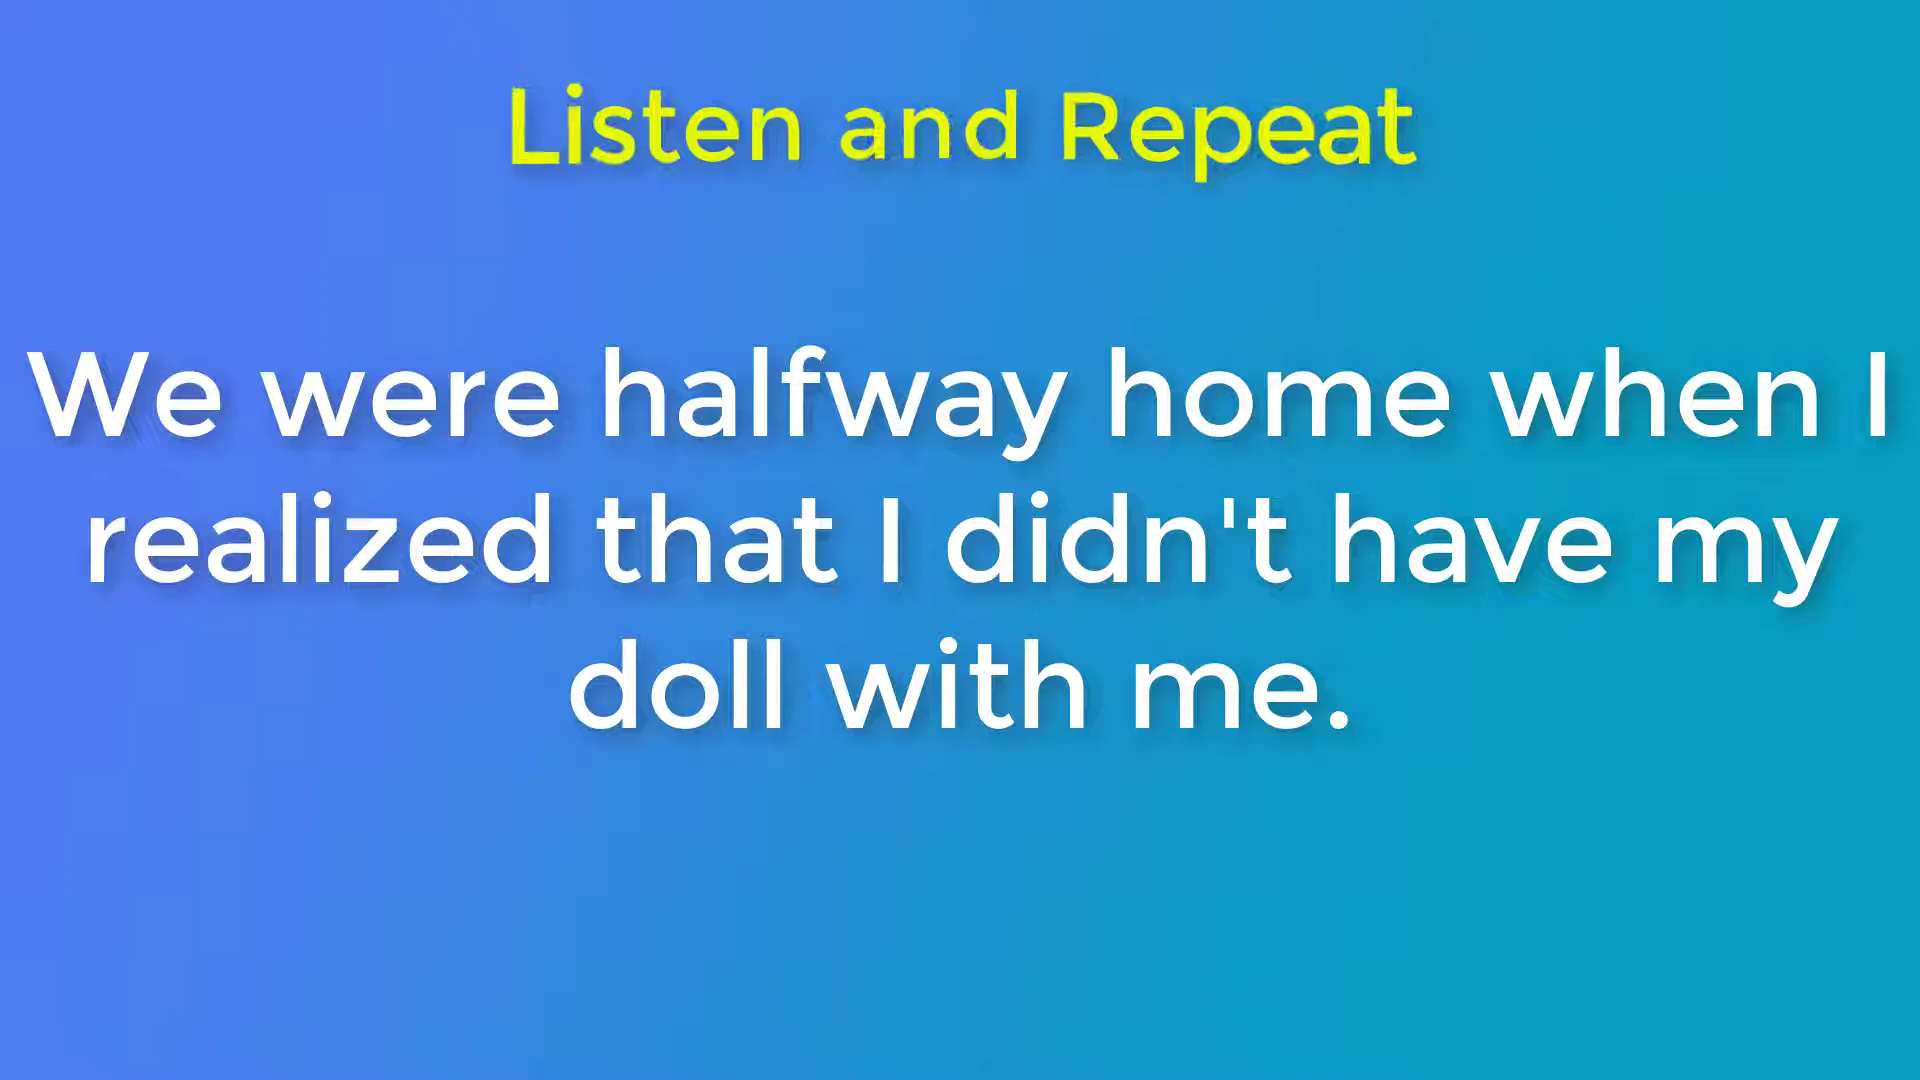 Listen and Repeat
We were halfway home when I
realized that I didn't have my
doll with me.